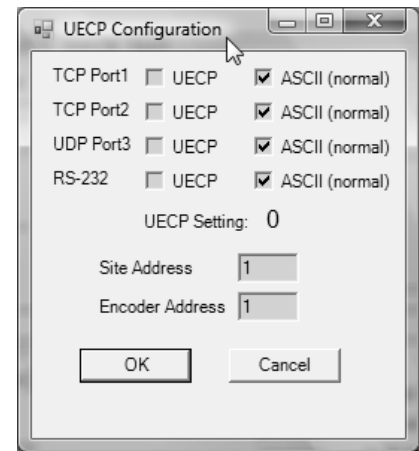 UECP Configuration
TCP Port1 UECP ASCII (normal)
TCP Port2 UECP ASCII (normal)
UDP Port3 UECP ASCII (normal)
RS-232 UECP ASCII (normal)
UECP Setting: 0
Site Address 1
Encoder Address 1
OK Cancel